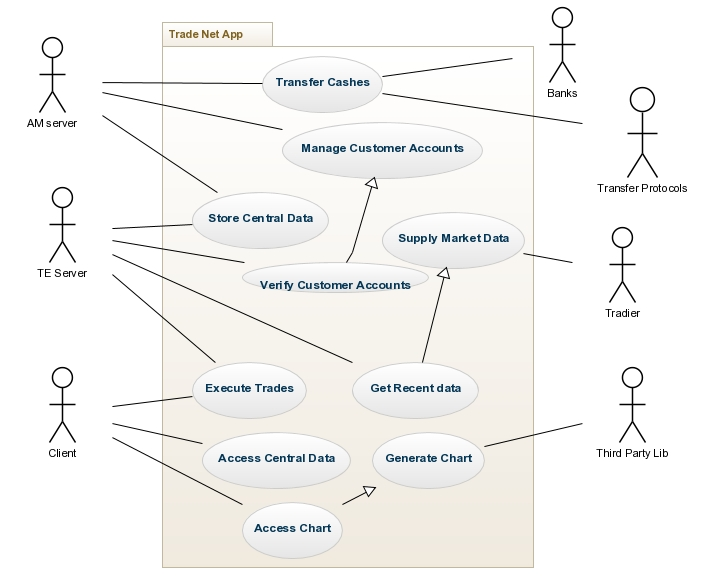 Trade Net App
Transfer Cashes
Banks
AM server
Manage Customer Accounts
Transfer Protocols
Store Central Data
Supply Market Data
TE Server
Verify Customer Accounts
Tradier
Execute Trades
Get Recent data
Client
Access Central Data
Generate Chart
Third Party Lib
Access Chart